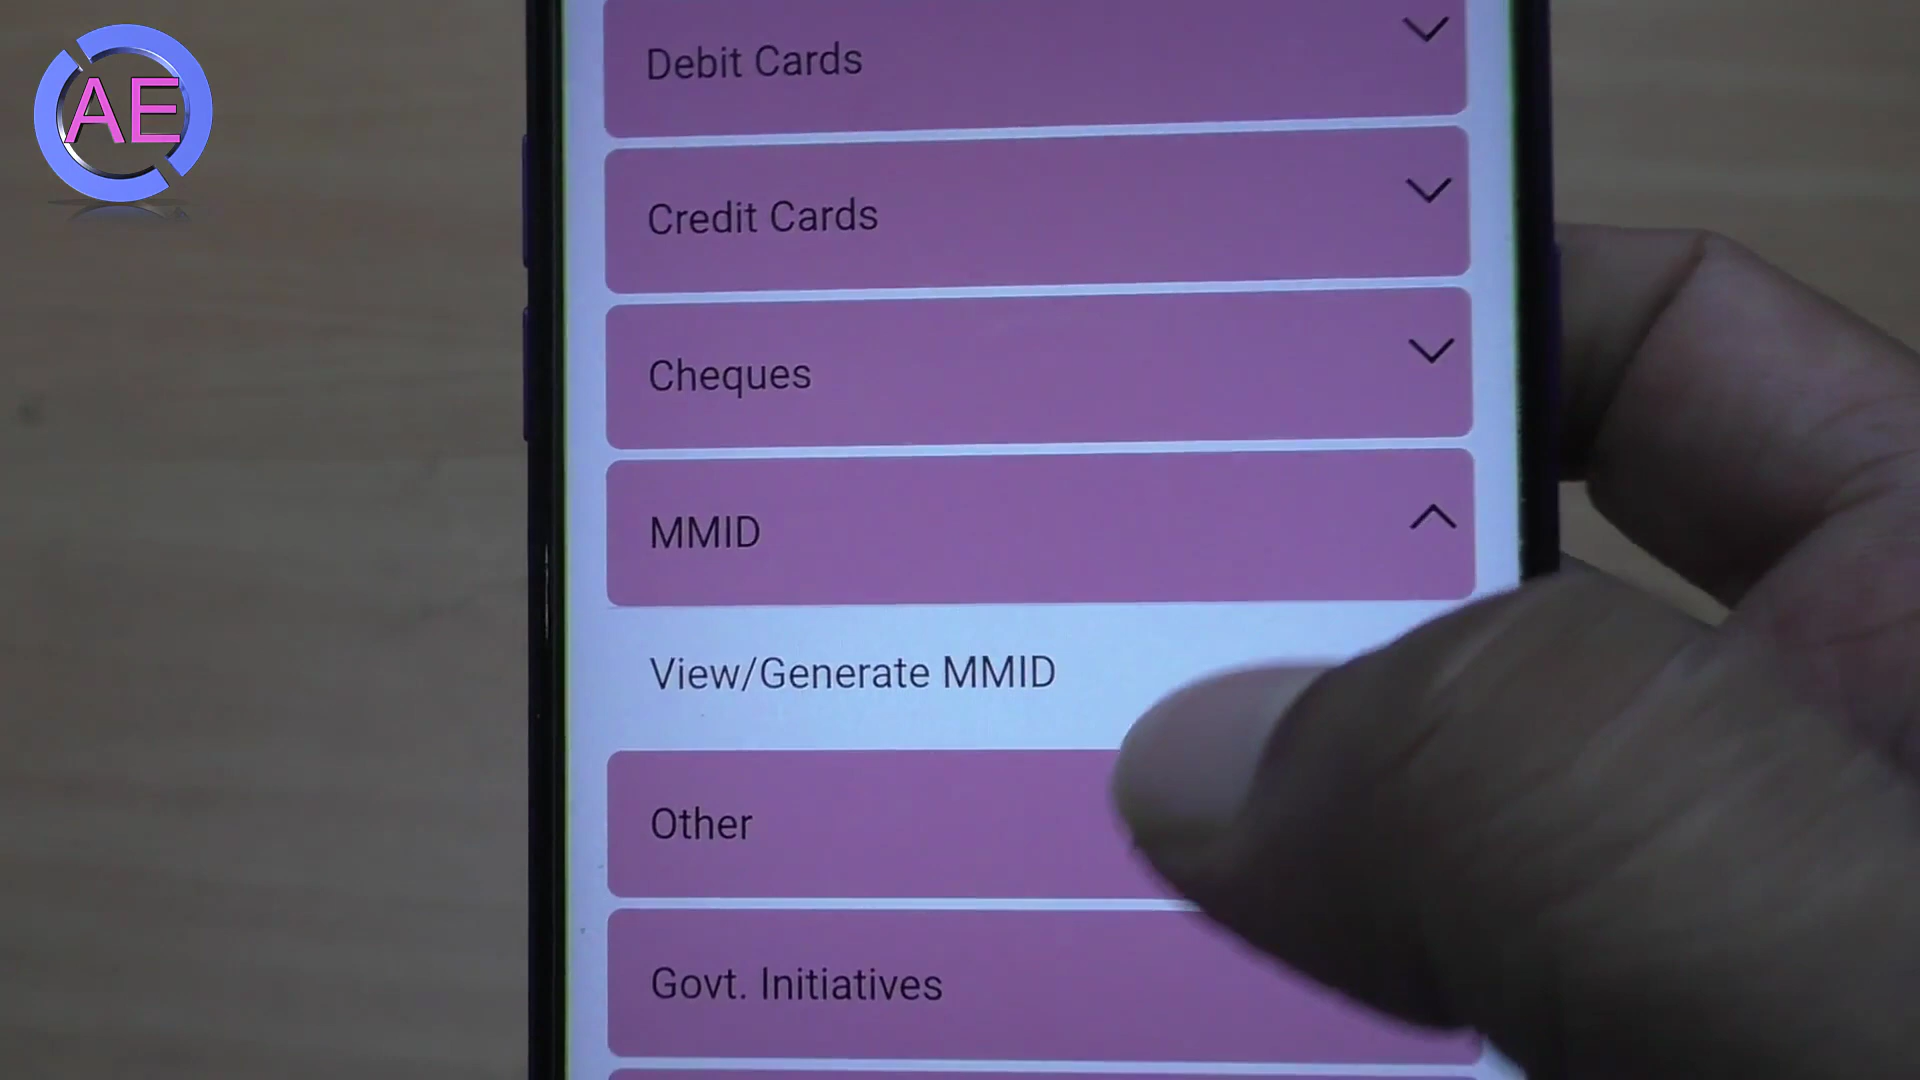 AE
Debit Cards
Credit Cards
Cheques
MMID
View/Generate MMID
Other
Govt. Initiatives